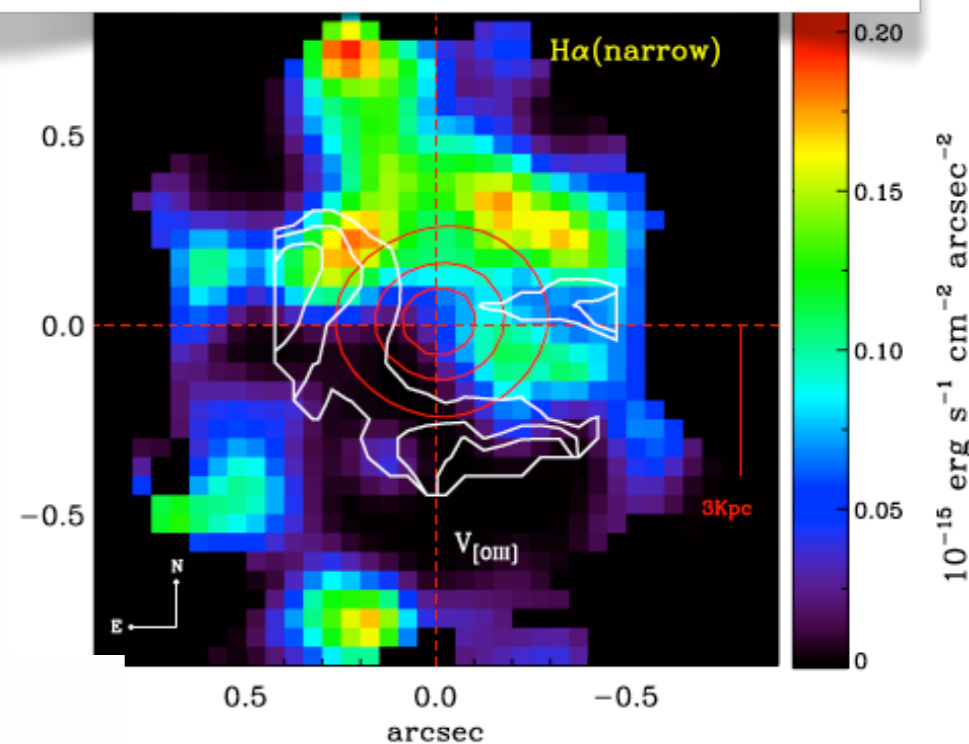 Hα(narrow)
0.5
0.0
−0.5
0.20
0.15
0.10
0.05
0
10⁻¹⁵ erg s⁻¹ cm⁻² arcsec⁻²
3Kpc
V[OIII]
N
E
0.5 0.0 −0.5
arcsec